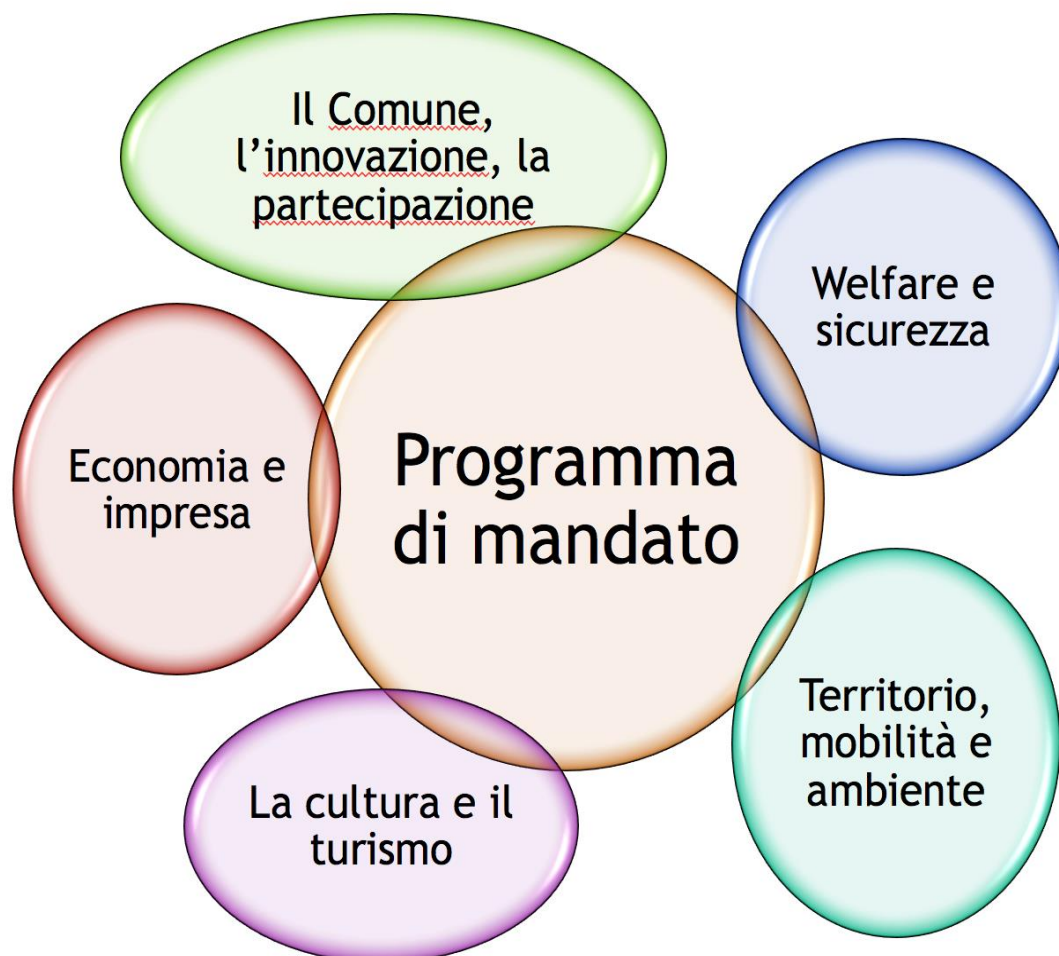 Il Comune,
l’innovazione, la
partecipazione
Welfare e
sicurezza
Economia e
impresa
Programma
di mandato
Territorio,
mobilità e
ambiente
La cultura e il
turismo